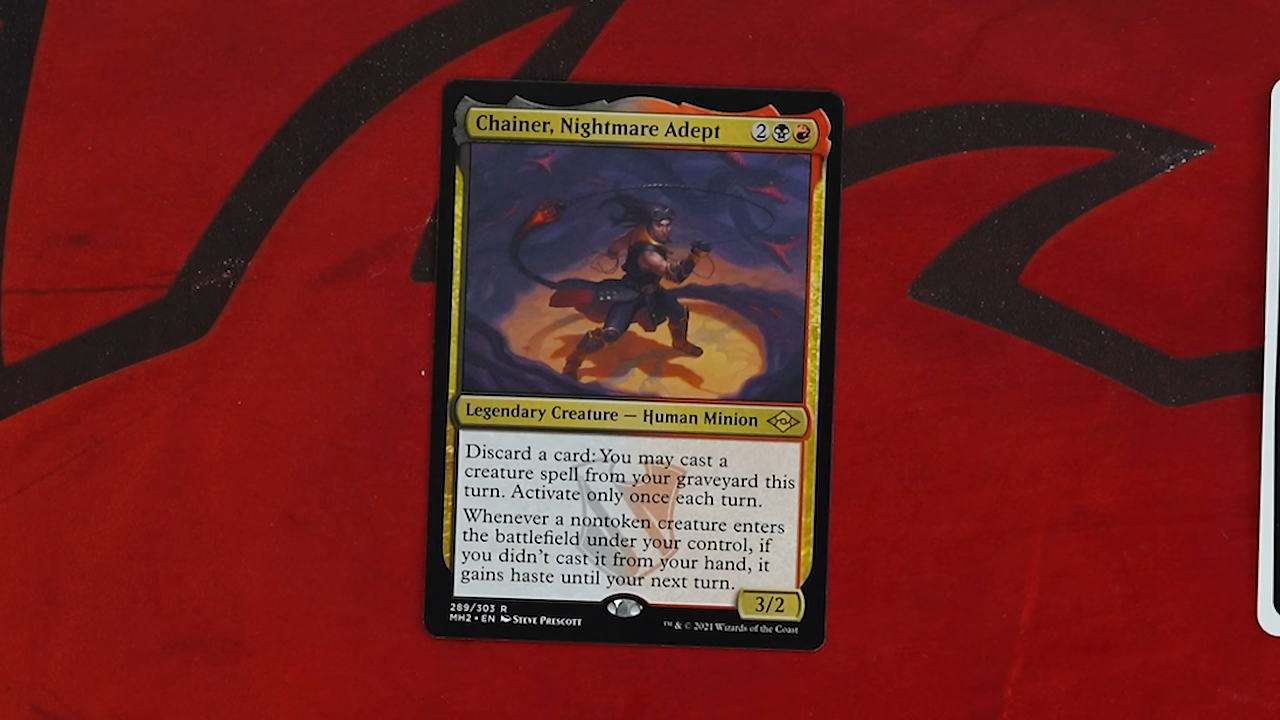 Chainer, Nightmare Adept 2
Legendary Creature — Human Minion
Discard a card: You may cast a
creature spell from your graveyard this
turn. Activate only once each turn.
Whenever a nontoken creature enters
the battlefield under your control, if
you didn't cast it from your hand, it
gains haste until your next turn.
3/2
289/303 R
MH2 • EN Steve Prescott
™ & © 2021 Wizards of the Coast